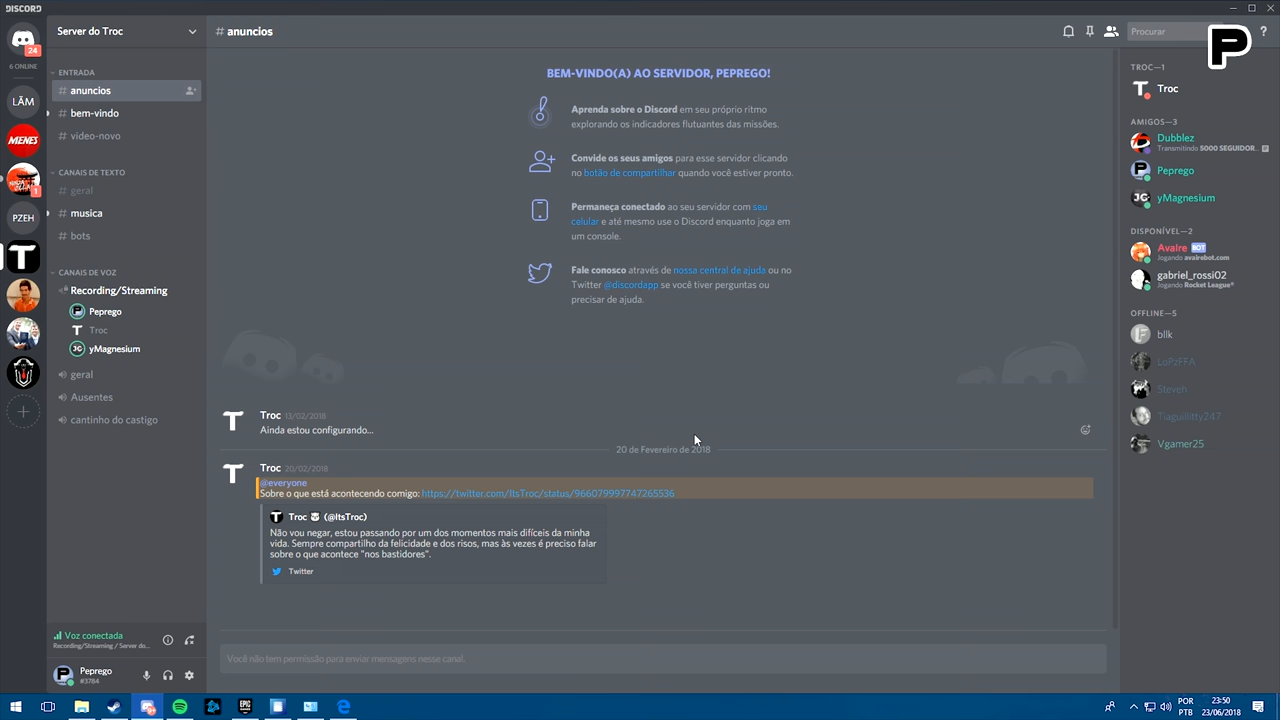 DISCORD
24
6 ONLINE
LÂM
MENES
1
PZEH
T
Server do Troc
ENTRADA
# anuncios
# bem-vindo
# video-novo
CANAIS DE TEXTO
# geral
# musica
# bots
CANAIS DE VOZ
Recording/Streaming
Peprego
Troc
yMagnesium
geral
Ausentes
cantinho do castigo
Voz conectada
Recording/Streaming / Server do...
Peprego
#3784
# anuncios
Procurar
P
BEM-VINDO(A) AO SERVIDOR, PEPREGO!
Aprenda sobre o Discord em seu próprio ritmo
explorando os indicadores flutuantes das missões.
Convide os seus amigos para esse servidor clicando
no botão de compartilhar quando você estiver pronto.
Permaneça conectado ao seu servidor com seu
celular e até mesmo use o Discord enquanto joga em
um console.
Fale conosco através de nossa central de ajuda ou no
Twitter @discordapp se você tiver perguntas ou
precisar de ajuda.
Troc 13/02/2018
Ainda estou configurando...
20 de Fevereiro de 2018
Troc 20/02/2018
@everyone
Sobre o que está acontecendo comigo: https://twitter.com/ItsTroc/status/966079997747265536
Troc (@ItsTroc)
Não vou negar, estou passando por um dos momentos mais difíceis da minha
vida. Sempre compartilho da felicidade e dos risos, mas às vezes é preciso falar
sobre o que acontece "nos bastidores".
Twitter
Você não tem permissão para enviar mensagens nesse canal.
TROC—1
Troc
AMIGOS—3
Dubblez
Transmitindo 5000 SEGUIDOR...
Peprego
yMagnesium
DISPONÍVEL—2
Avaire BOT
Jogando avairebot.com
gabriel_rossi02
Jogando Rocket League®
OFFLINE—5
bllk
LoPzFFA
Steveh
Tiaguillitty247
Vgamer25
POR
PTB
23:50
23/06/2018